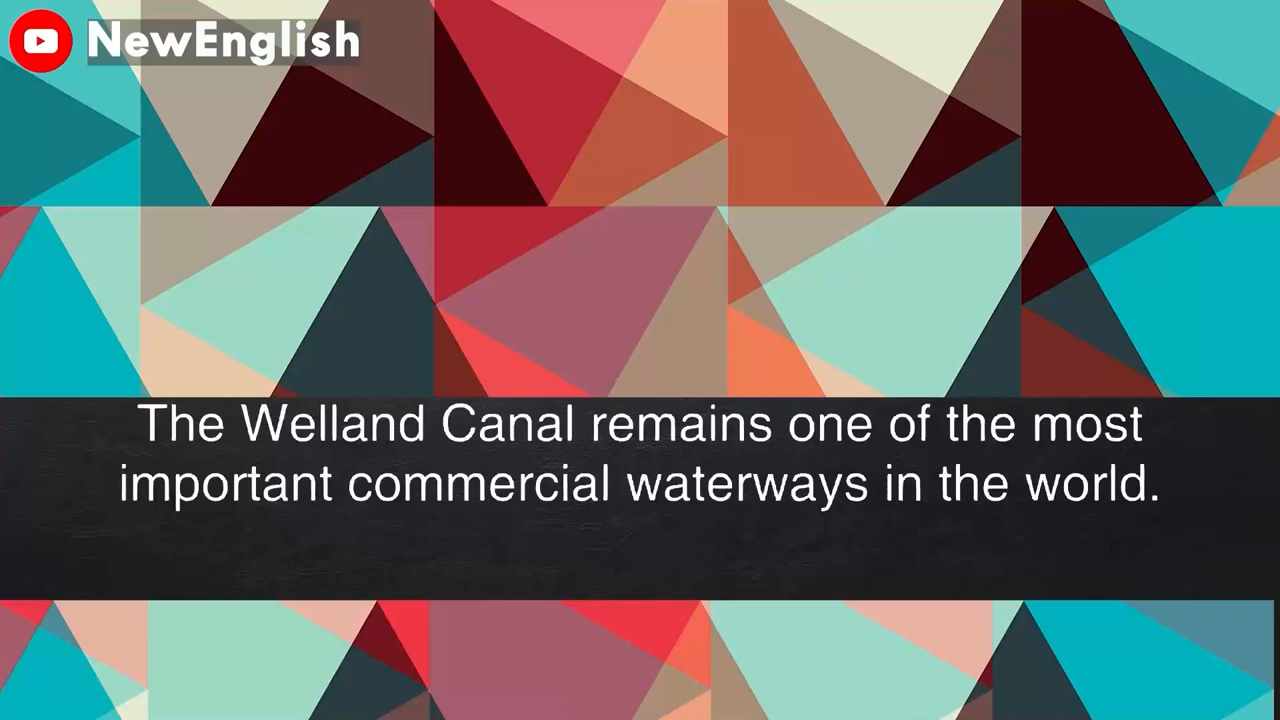 NewEnglish
The Welland Canal remains one of the most
important commercial waterways in the world.